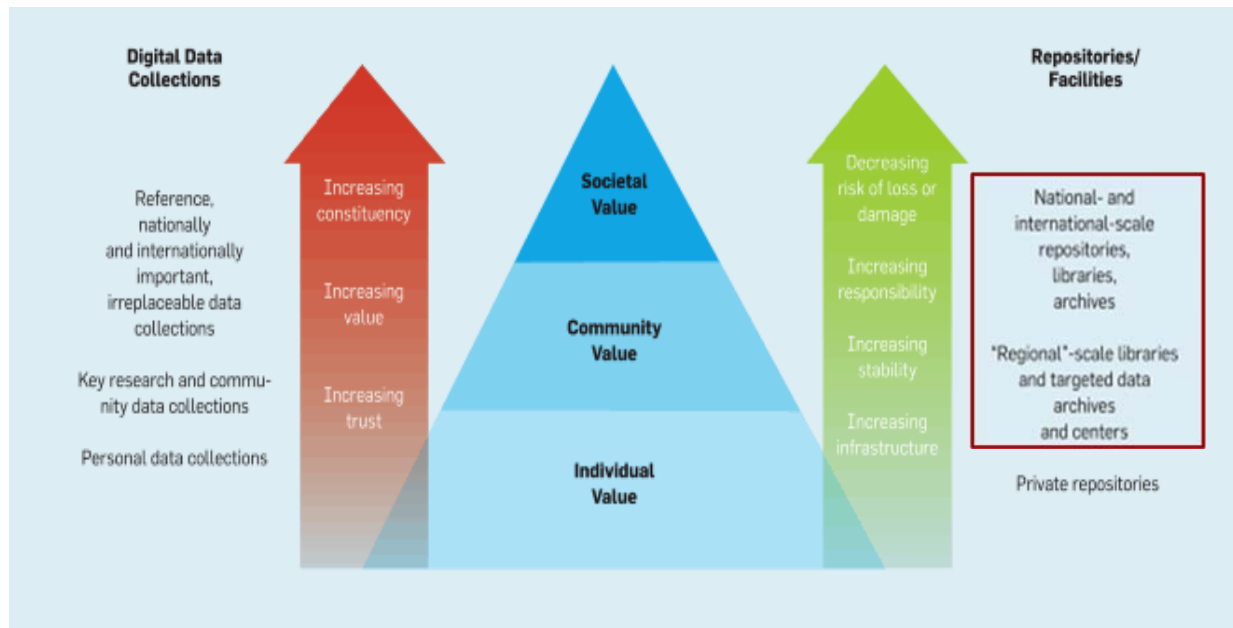 Digital Data
Collections
Reference,
nationally
and internationally
important,
irreplaceable data
collections
Key research and commu-
nity data collections
Personal data collections
Increasing
constituency
Increasing
value
Increasing
trust
Societal
Value
Community
Value
Individual
Value
Decreasing
risk of loss or
damage
Increasing
responsibility
Increasing
stability
Increasing
infrastructure
Repositories/
Facilities
National- and
international-scale
repositories,
libraries,
archives
"Regional"-scale libraries
and targeted data
archives
and centers
Private repositories